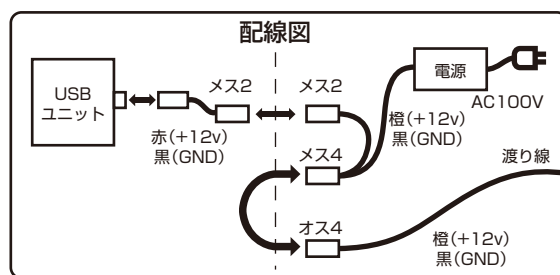 配線図
USB
ユニット
メス2
メス2
電源
AC100V
赤(+12v)
黒(GND)
橙(+12v)
黒(GND)
メス4
渡り線
オス4
橙(+12v)
黒(GND)